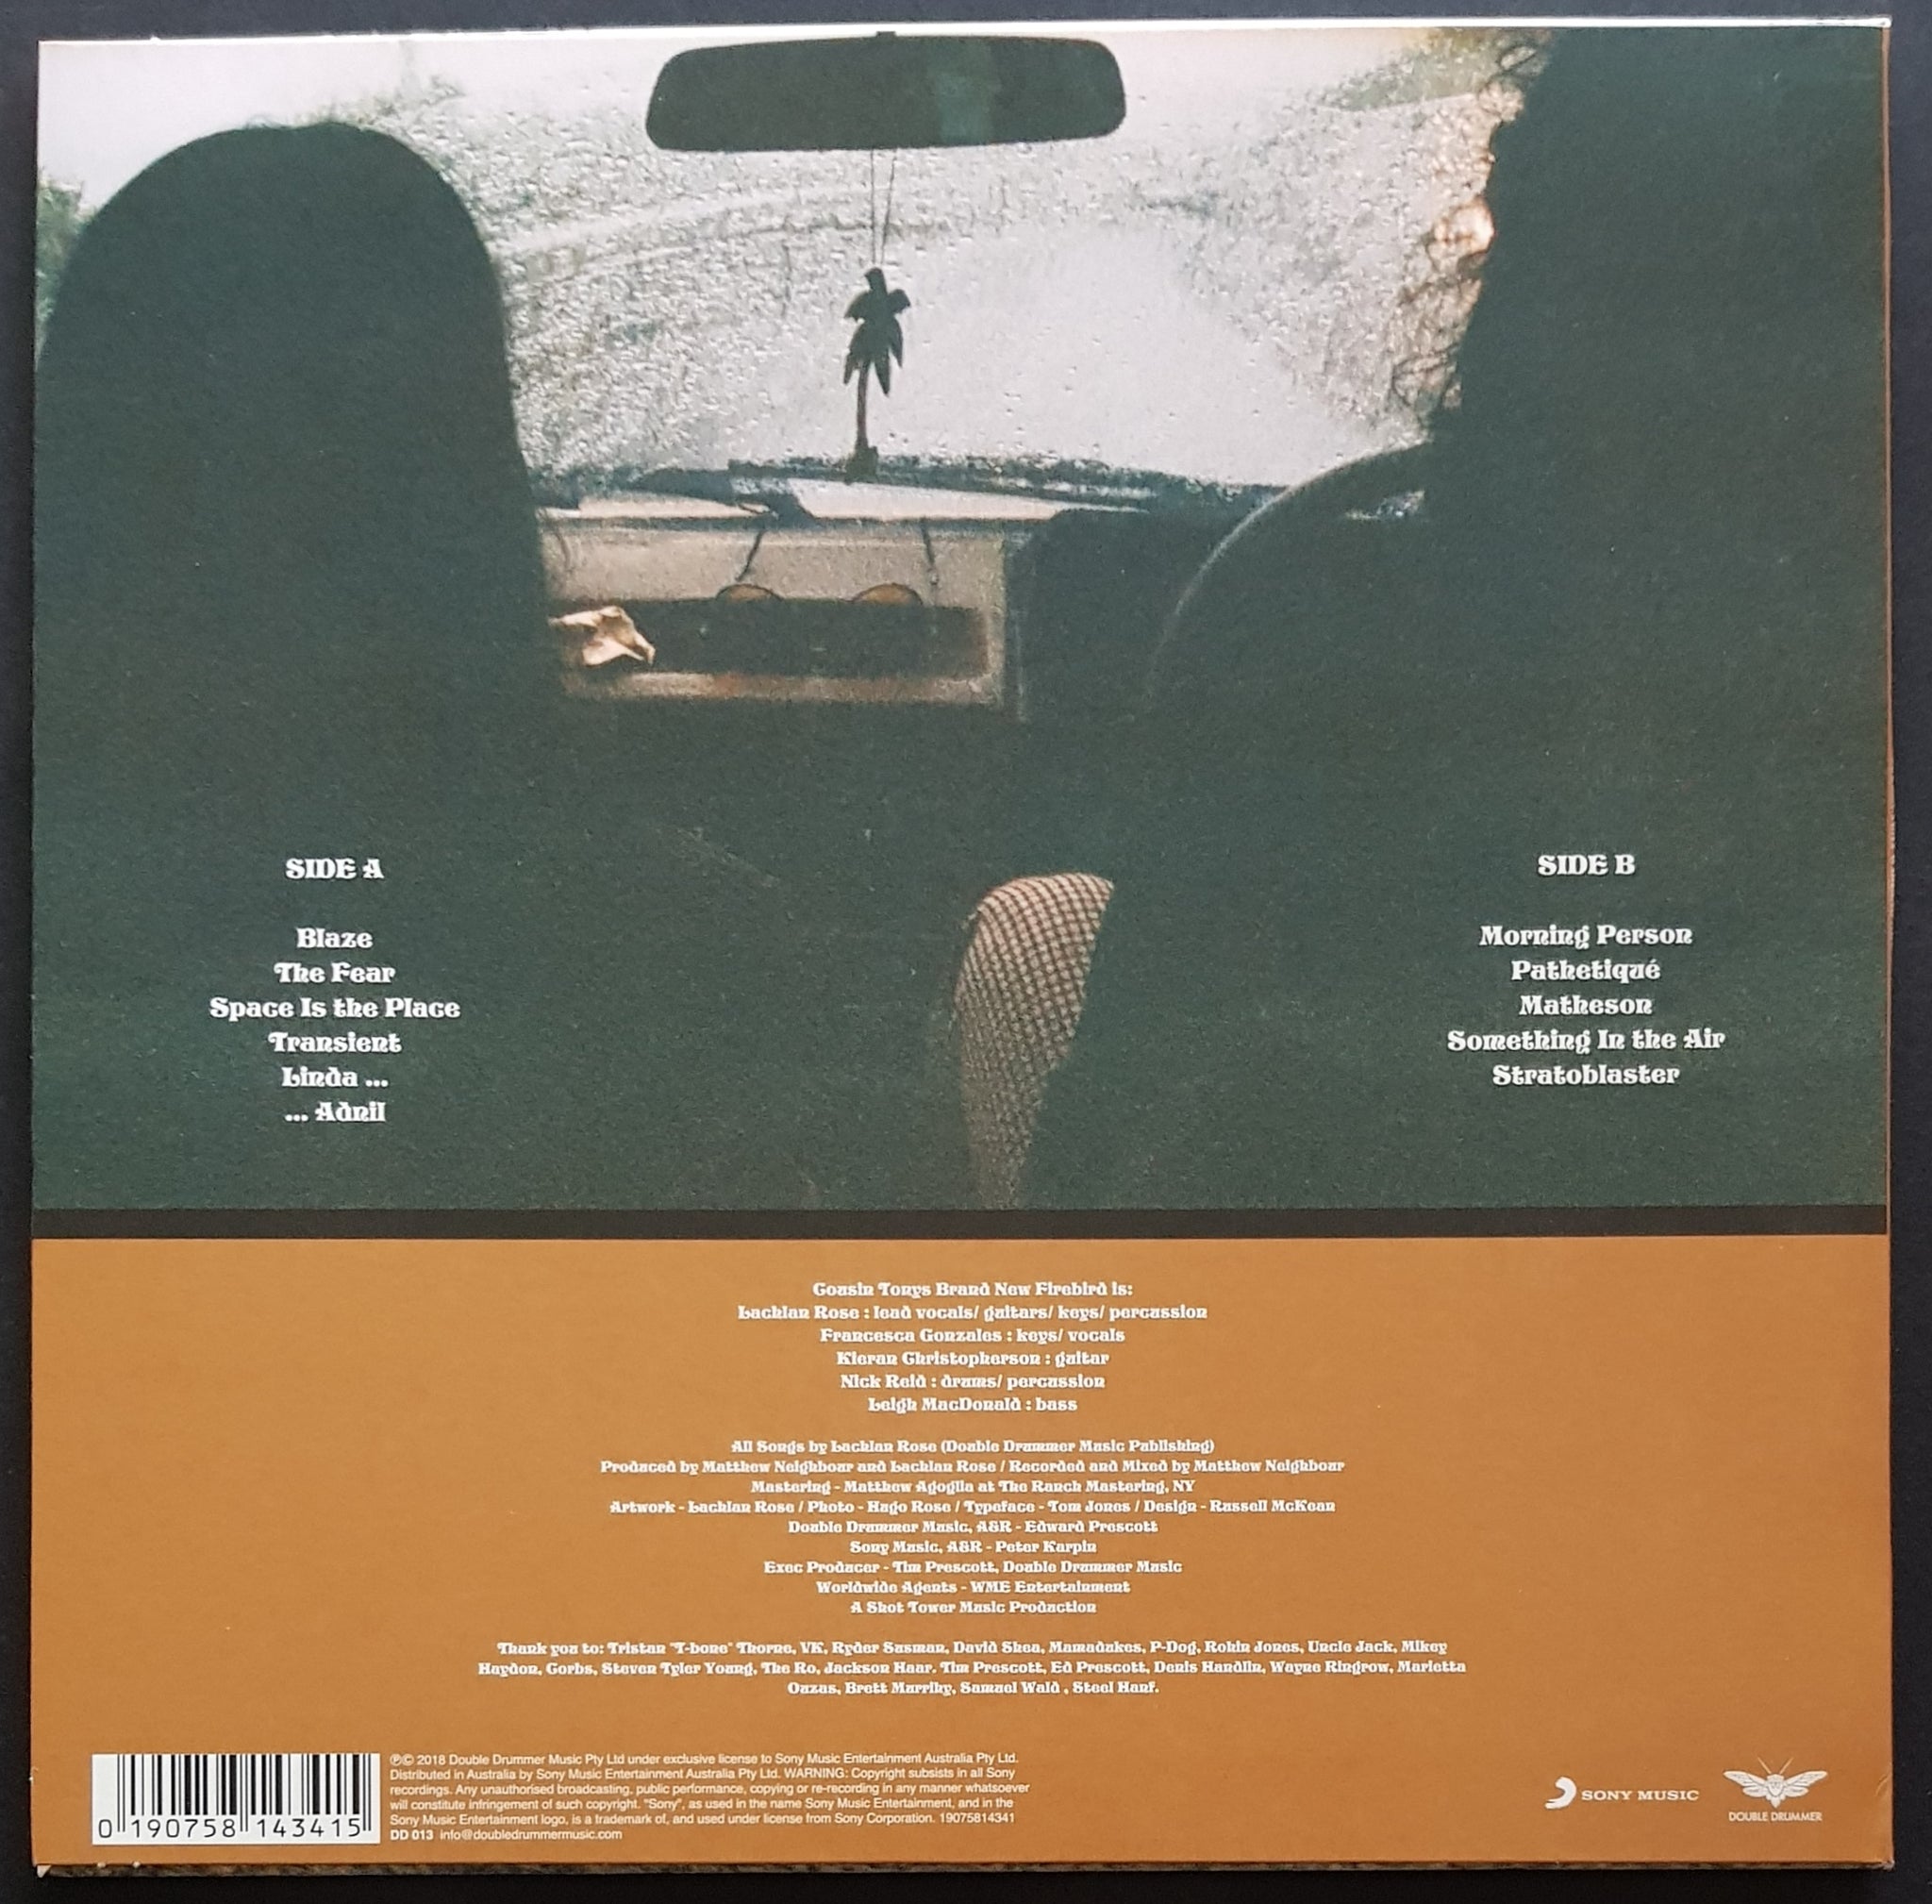 SIDE A
Blaze
The Fear
Space Is the Place
Transient
Linda ...
... Adnil
SIDE B
Morning Person
Pathetiqué
Matheson
Something In the Air
Stratoblaster
Cousin Tonys Brand New Firebird is:
Lachlan Rose : lead vocals/ guitars/ keys/ percussion
Francesca Gonzales : keys/ vocals
Kieran Christopherson : guitar
Nick Reid : drums/ percussion
Leigh MacDonald : bass
All Songs by Lachlan Rose (Double Drummer Music Publishing)
Produced by Matthew Neighbour and Lachlan Rose / Recorded and Mixed by Matthew Neighbour
Mastering - Matthew Agoglia at The Ranch Mastering, NY
Artwork - Lachlan Rose / Photo - Hugo Rose / Typeface - Tom Jones / Design - Russell McKean
Double Drummer Music, A&R - Edward Prescott
Sony Music, A&R - Peter Karpin
Exec Producer - Tim Prescott, Double Drummer Music
Worldwide Agents - WME Entertainment
A Shot Tower Music Production
Thank you to: Tristan "T-bone" Thorne, VK, Ryder Susman, David Shea, Mamadukes, P-Dog, Robin Jones, Uncle Jack, Mikey
Haydon, Corbs, Steven Tyler Young, The Ro, Jackson Haar. Tim Prescott, Ed Prescott, Denis Handlin, Wayne Ringrow, Marietta
Ouzas, Brett Murrihy, Samuel Wald , Steel Hanf.
0 190758 143415
℗© 2018 Double Drummer Music Pty Ltd under exclusive license to Sony Music Entertainment Australia Pty Ltd.
Distributed in Australia by Sony Music Entertainment Australia Pty Ltd. WARNING: Copyright subsists in all Sony
recordings. Any unauthorised broadcasting, public performance, copying or re-recording in any manner whatsoever
will constitute infringement of such copyright. "Sony", as used in the name Sony Music Entertainment, and in the
Sony Music Entertainment logo, is a trademark of, and used under license from Sony Corporation. 19075814341
DD 013 info@doubledrummermusic.com
SONY MUSIC
DOUBLE DRUMMER